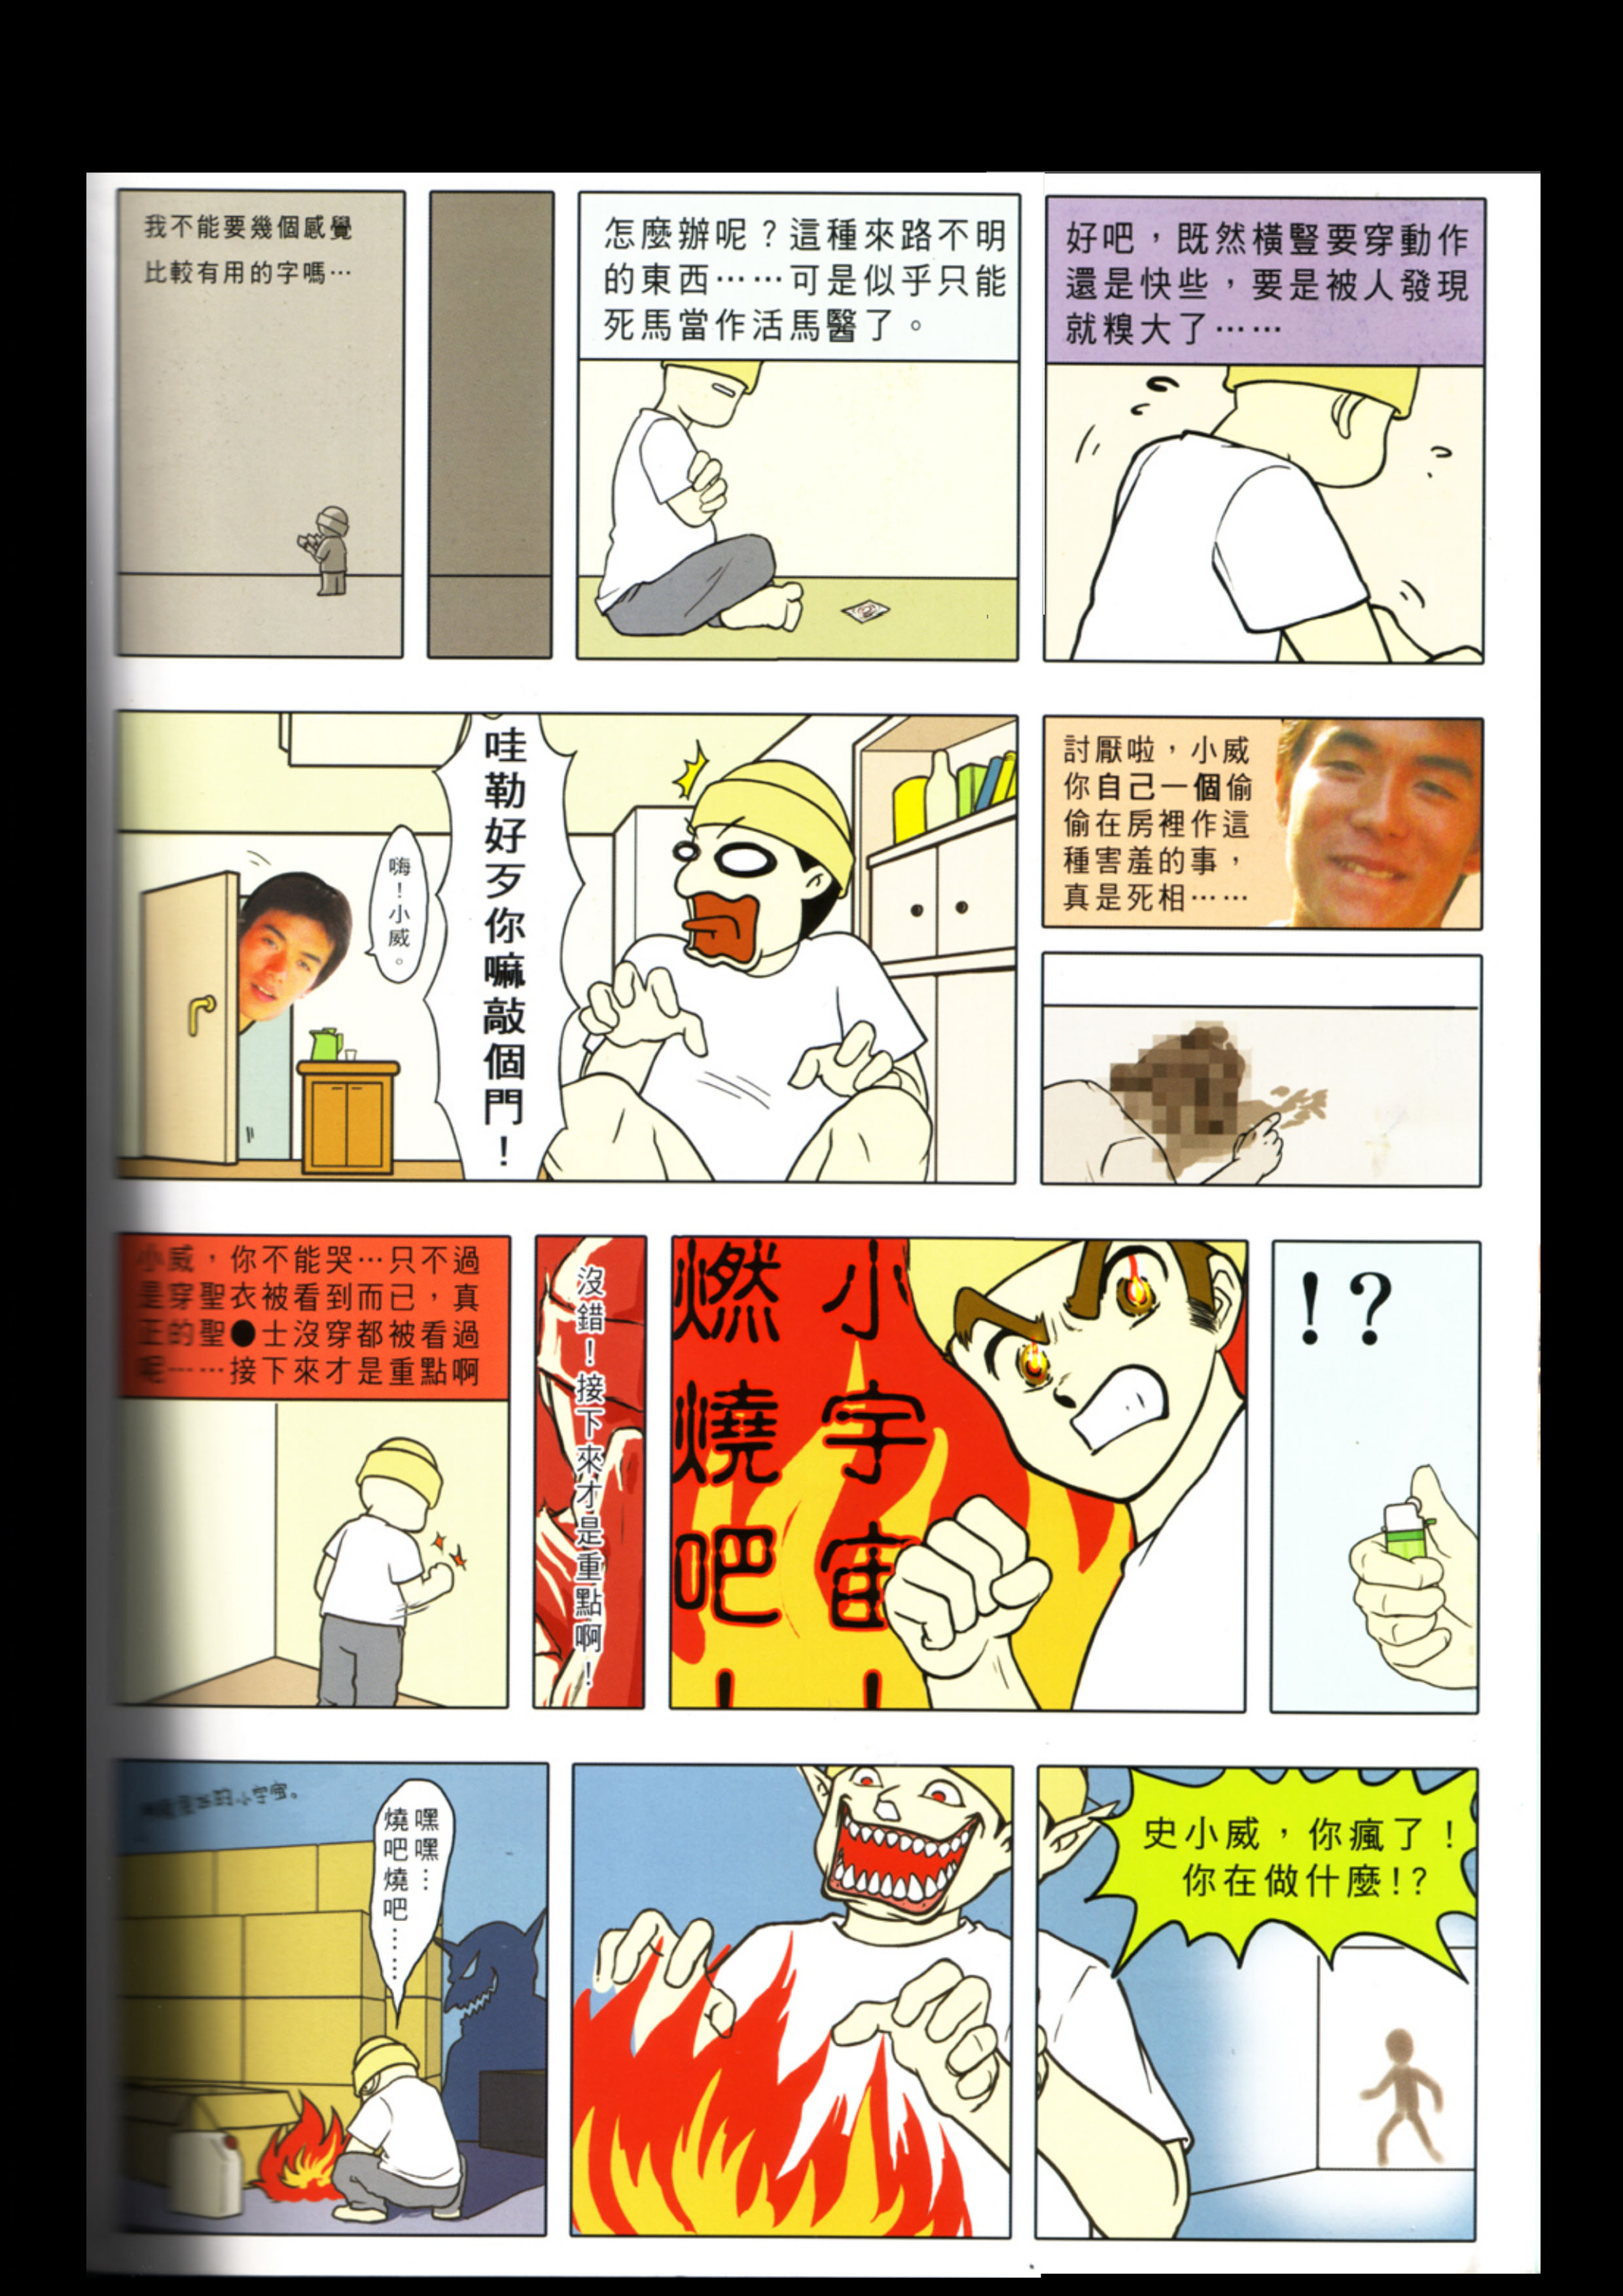 我不能要幾個感覺
比較有用的字嗎…
怎麼辦呢？這種來路不明
的東西……可是似乎只能
死馬當作活馬醫了。
好吧，既然橫豎要穿動作
還是快些，要是被人發現
就糗大了……
嗨！小威。
哇勒好歹你嘛敲個門！
討厭啦，小威
你自己一個偷
偷在房裡作這
種害羞的事，
真是死相……
小威，你不能哭…只不過
是穿聖衣被看到而已，真
正的聖●士沒穿都被看過
呢……接下來才是重點啊
沒錯！接下來才是重點啊！
小宇宙！
燃燒吧！
！？
小宇宙。
嘿嘿…
燒吧燒吧……
史小威，你瘋了！
你在做什麼！？